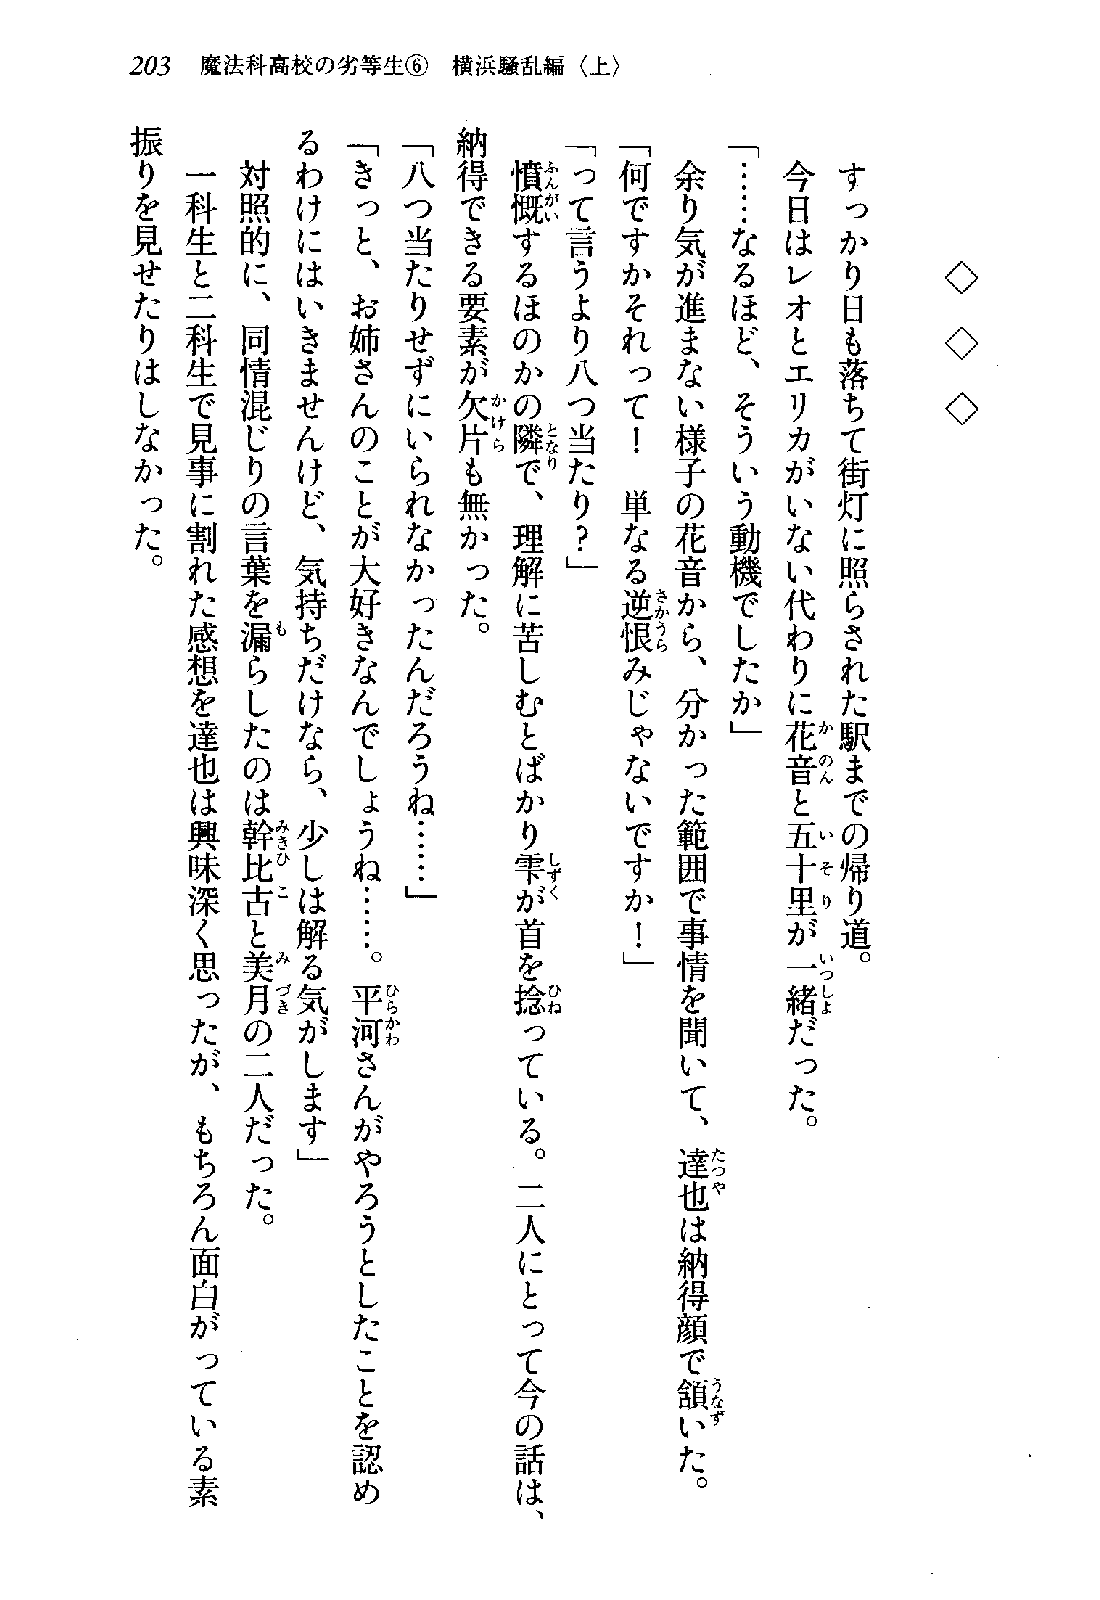 203　魔法科高校の劣等生⑥　横浜騒乱編〈上〉
◇　◇　◇
すっかり日も落ちて街灯に照らされた駅までの帰り道。
今日はレオとエリカがいない代わりに花音と五十里が一緒だった。
「……なるほど、そういう動機でしたか」
余り気が進まない様子の花音から、分かった範囲で事情を聞いて、達也は納得顔で頷いた。
「何ですかそれって！　単なる逆恨みじゃないですか！」
「って言うより八つ当たり？」
憤慨するほのかの隣で、理解に苦しむとばかり雫が首を捻っている。二人にとって今の話は、
納得できる要素が欠片も無かった。
「八つ当たりせずにいられなかったんだろうね……」
「きっと、お姉さんのことが大好きなんでしょうね……。平河さんがやろうとしたことを認め
るわけにはいきませんけど、気持ちだけなら、少しは解る気がします」
対照的に、同情混じりの言葉を漏らしたのは幹比古と美月の二人だった。
一科生と二科生で見事に割れた感想を達也は興味深く思ったが、もちろん面白がっている素
振りを見せたりはしなかった。